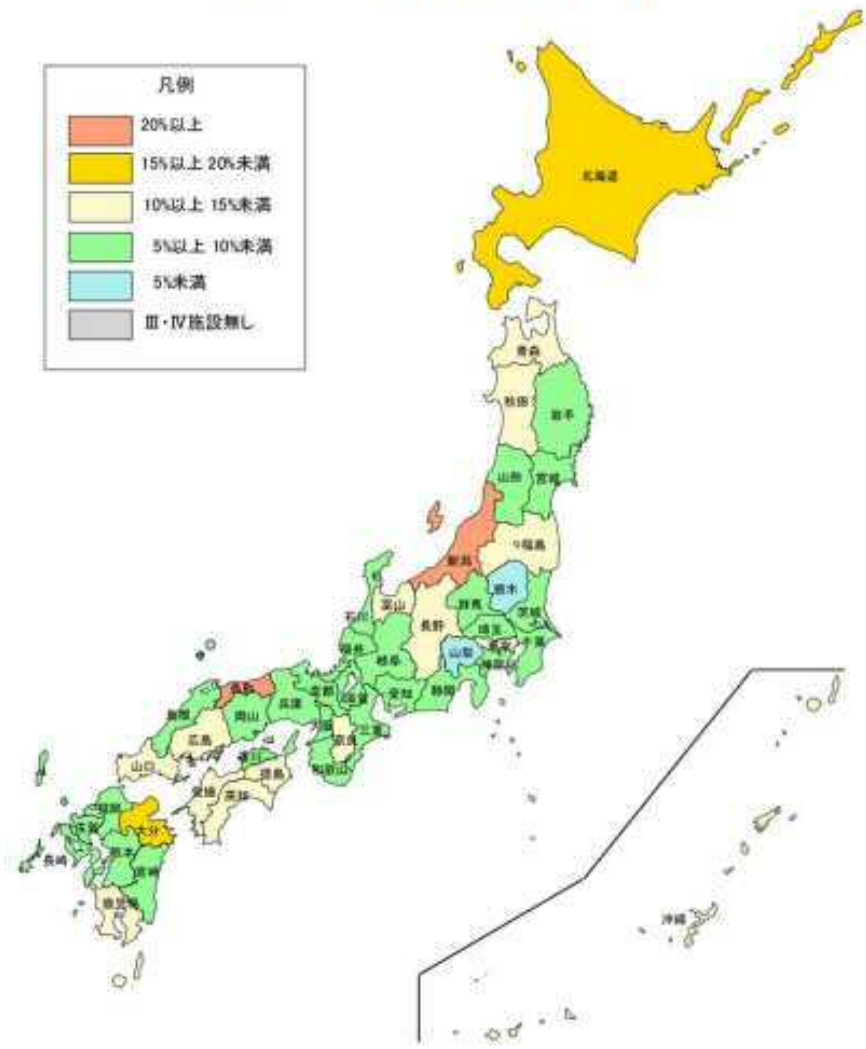 凡例
20%以上
15%以上 20%未満
10%以上 15%未満
5%以上 10%未満
5%未満
Ⅲ・Ⅳ施設無し
北海道
青森
秋田
岩手
山形
宮城
福島
新潟
栃木
群馬
茨城
富山
石川
長野
埼玉
千葉
山梨
東京
神奈川
福井
岐阜
静岡
愛知
鳥取
京都
滋賀
兵庫
岡山
島根
大阪
三重
奈良
広島
和歌山
山口
香川
徳島
愛媛
高知
福岡
大分
佐賀
長崎
熊本
宮崎
鹿児島
沖縄